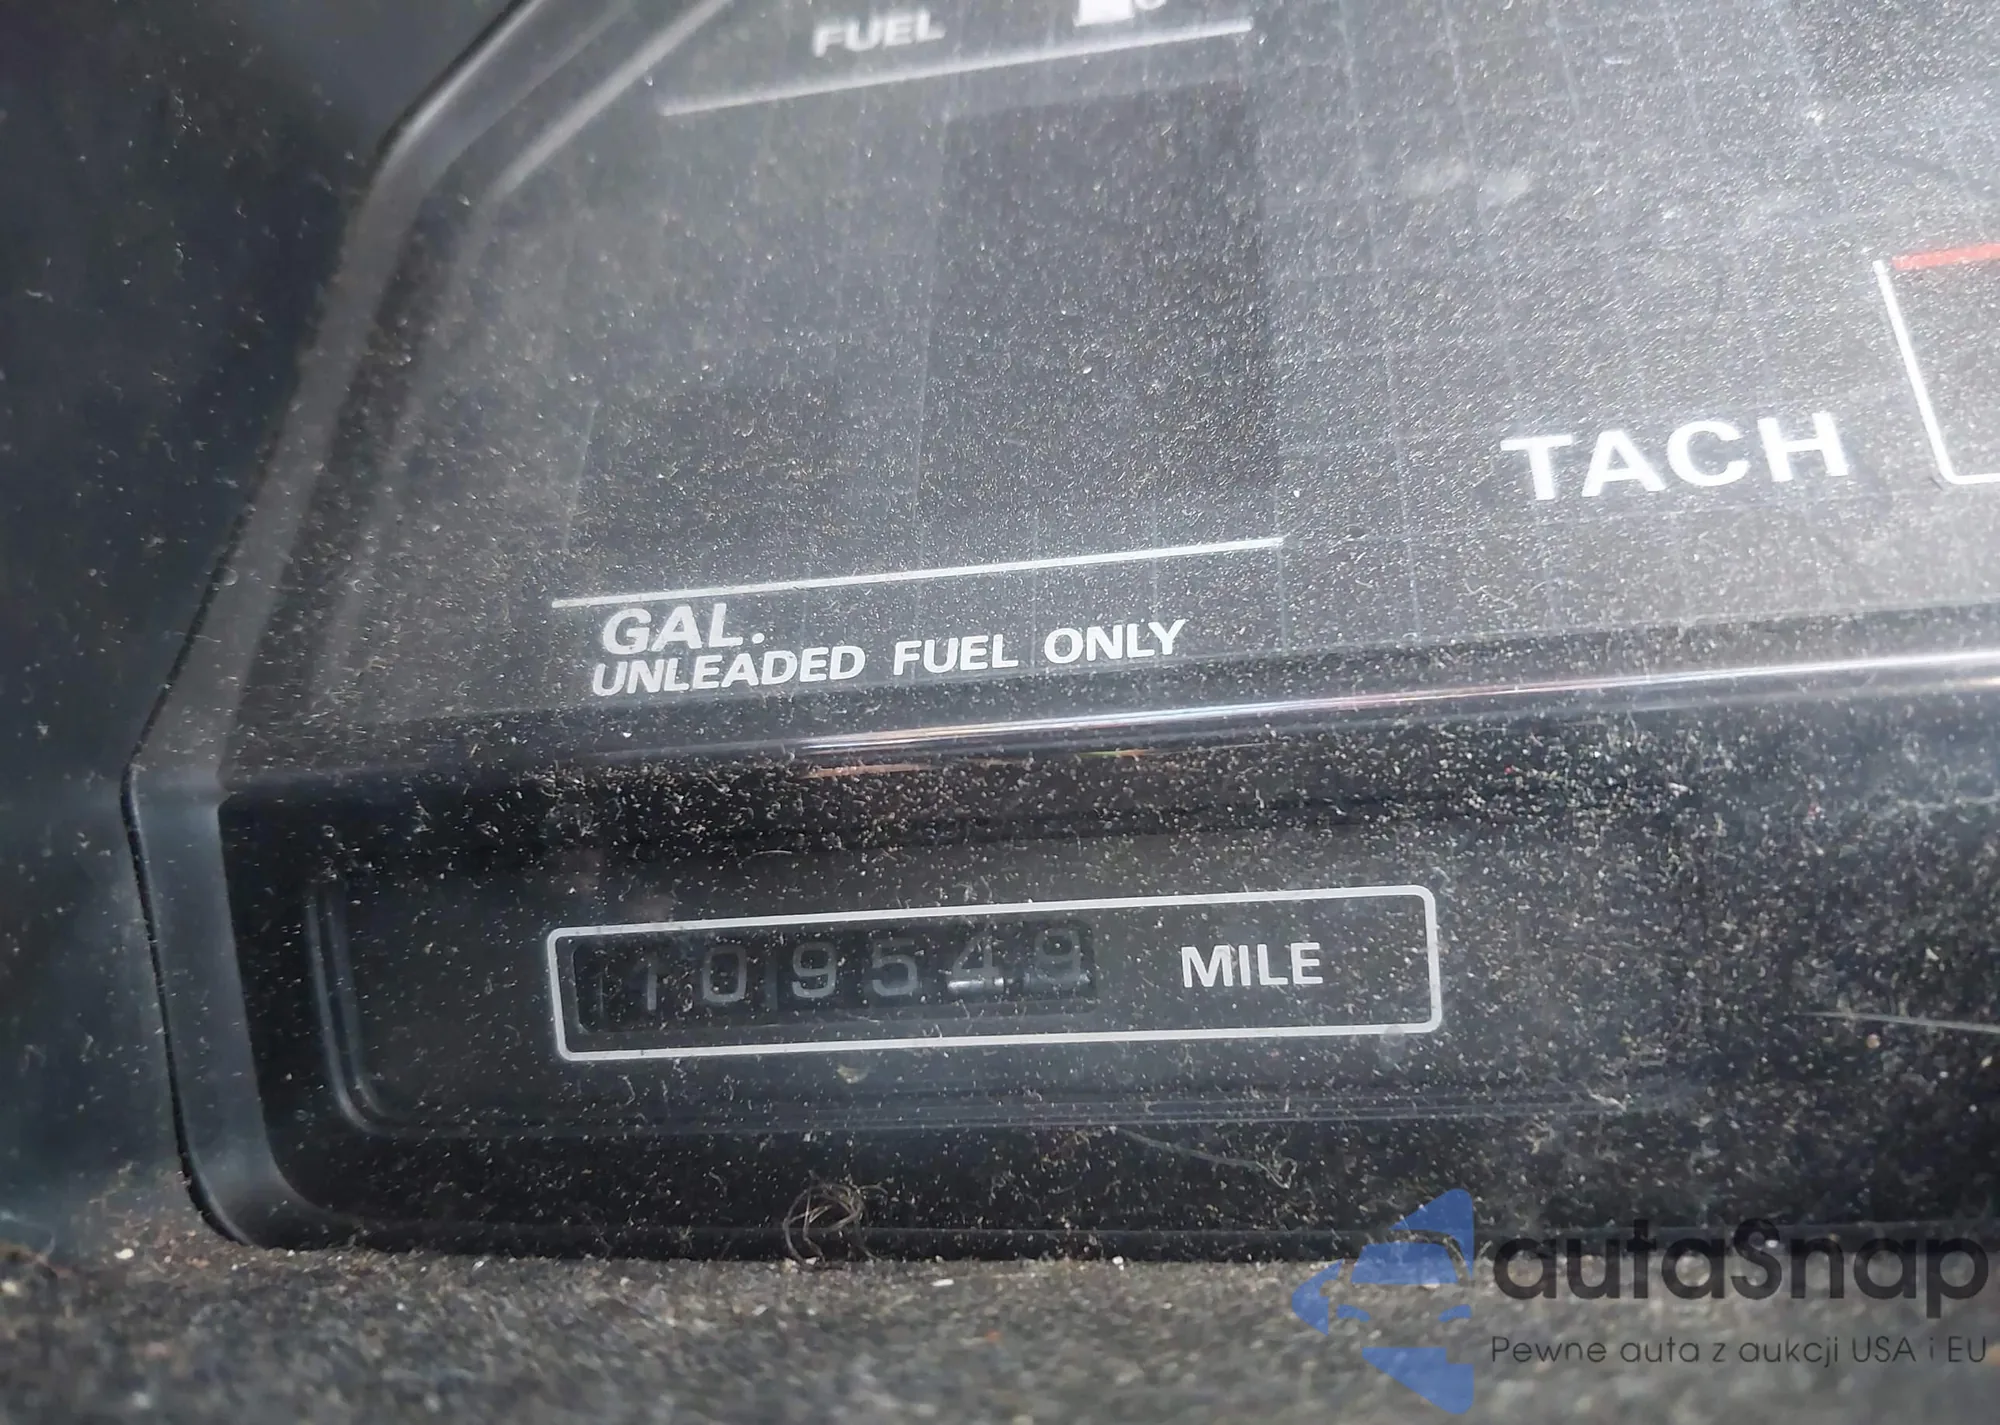 FUEL
TACH
GAL.
UNLEADED FUEL ONLY
109549 MILE
autaSnap
Pewne auta z aukcji USA i EU